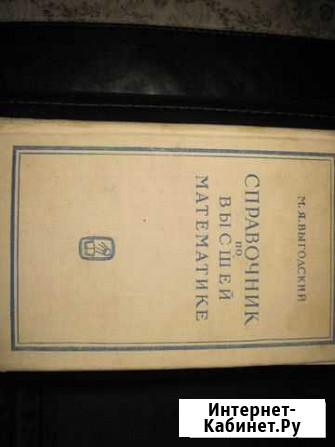 М.Я.ВЫГОДСКИЙ
СПРАВОЧНИК
ПО
ВЫСШЕЙ
МАТЕМАТИКЕ
Интернет-
Кабинет.Ру